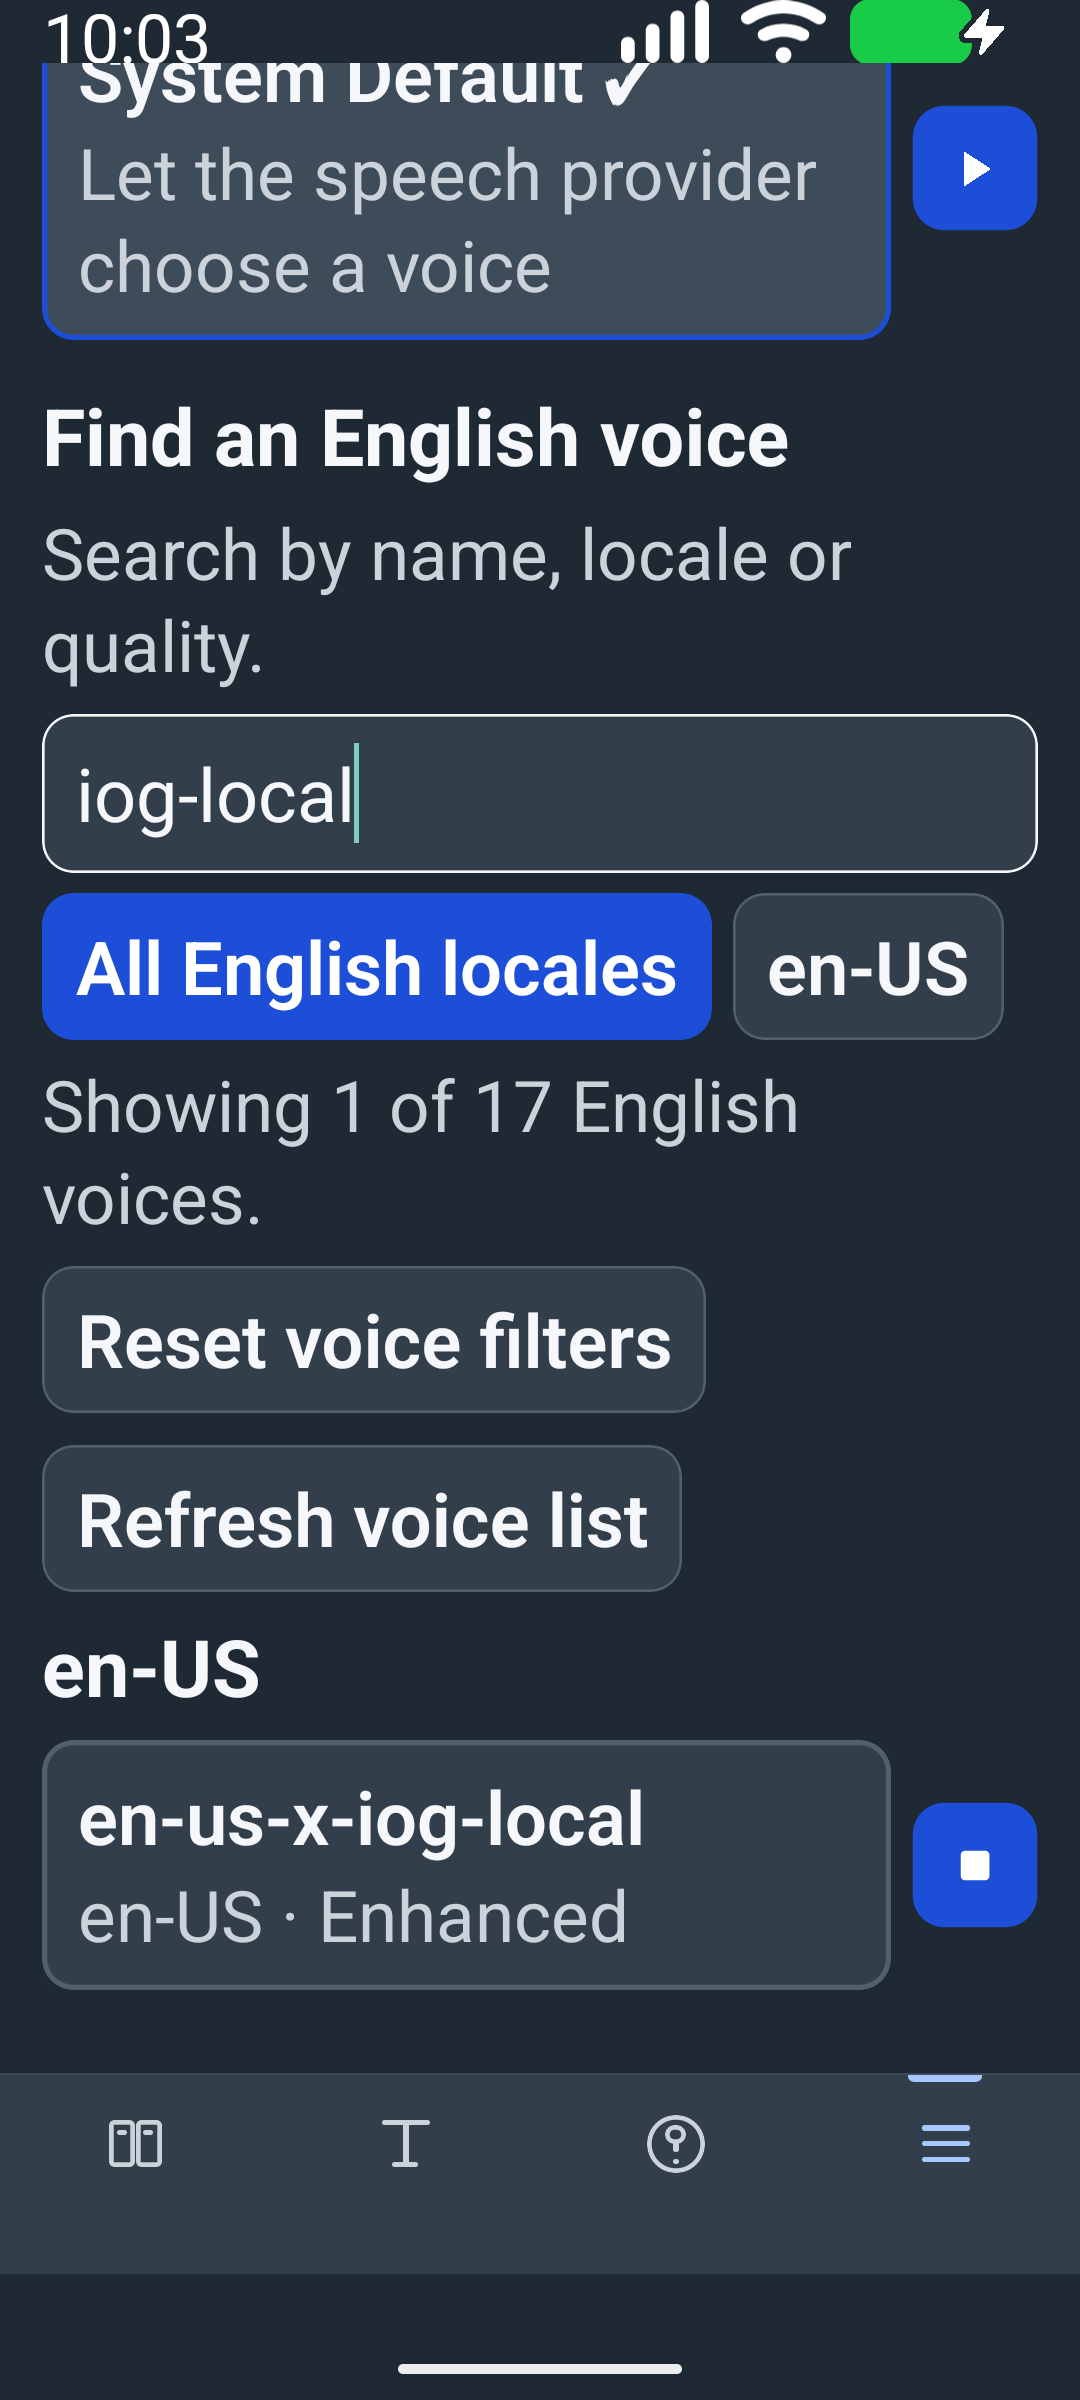 10:03
System Default ✓
Let the speech provider
choose a voice
Find an English voice
Search by name, locale or
quality.
iog-local
All English locales
en-US
Showing 1 of 17 English
voices.
Reset voice filters
Refresh voice list
en-US
en-us-x-iog-local
en-US · Enhanced